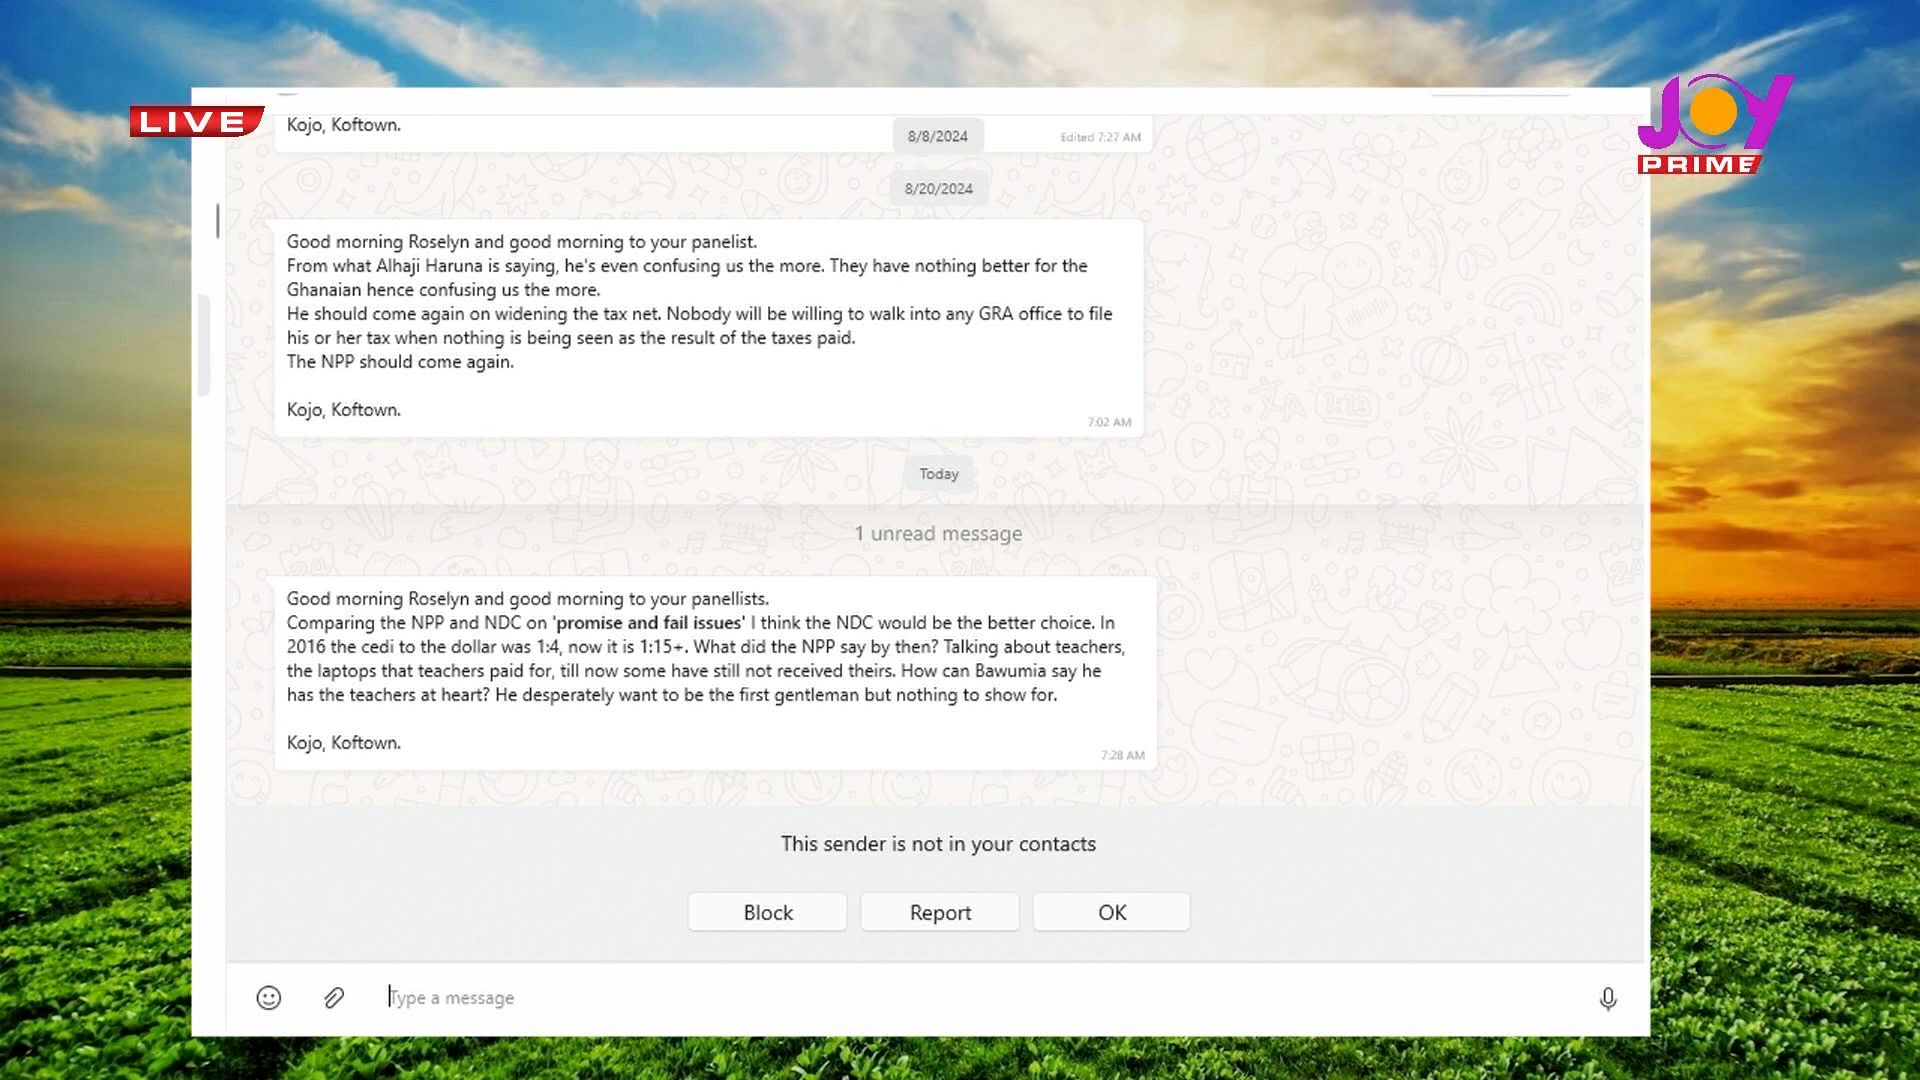 LIVE
JOY
PRIME
Kojo, Koftown.
8/8/2024
Edited 7:27 AM
8/20/2024
Good morning Roselyn and good morning to your panelist.
From what Alhaji Haruna is saying, he's even confusing us the more. They have nothing better for the
Ghanaian hence confusing us the more.
He should come again on widening the tax net. Nobody will be willing to walk into any GRA office to file
his or her tax when nothing is being seen as the result of the taxes paid.
The NPP should come again.
Kojo, Koftown.
7:02 AM
Today
1 unread message
Good morning Roselyn and good morning to your panellists.
Comparing the NPP and NDC on 'promise and fail issues' I think the NDC would be the better choice. In
2016 the cedi to the dollar was 1:4, now it is 1:15+. What did the NPP say by then? Talking about teachers,
the laptops that teachers paid for, till now some have still not received theirs. How can Bawumia say he
has the teachers at heart? He desperately want to be the first gentleman but nothing to show for.
Kojo, Koftown.
7:28 AM
This sender is not in your contacts
Block
Report
OK
Type a message